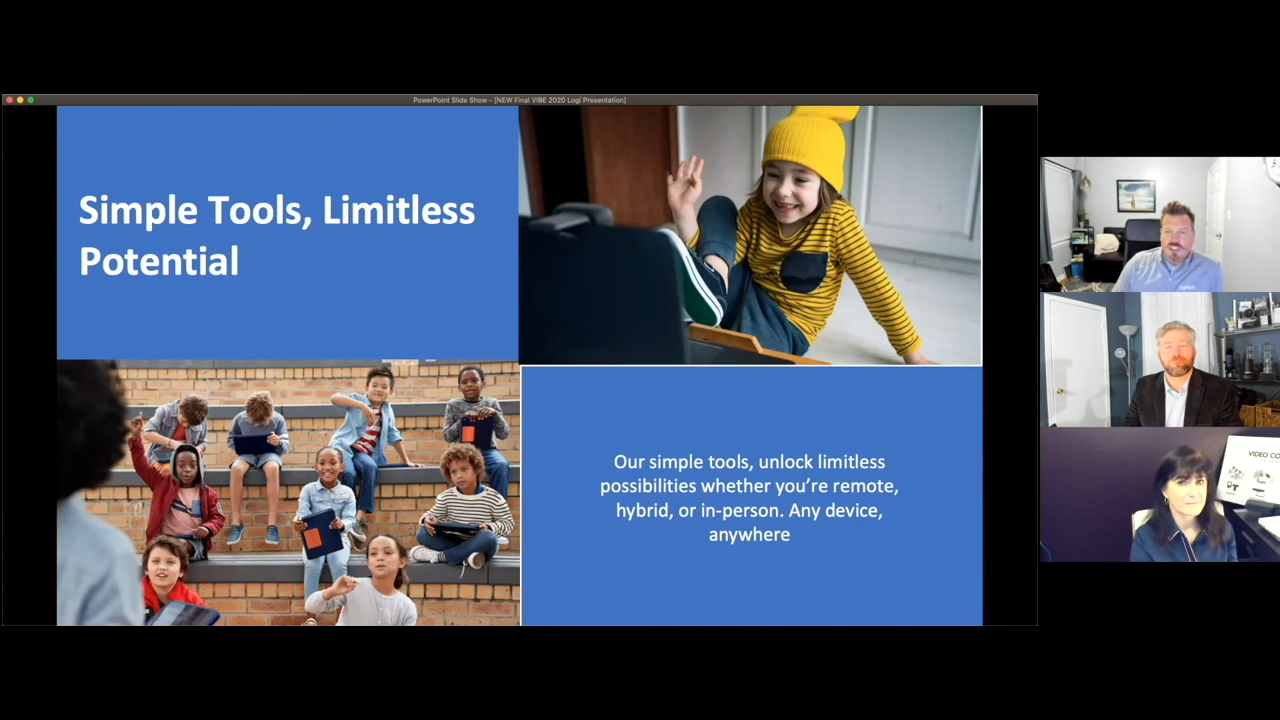 PowerPoint Slide Show - [NEW Final VIBE 2020 Logi Presentation]
Simple Tools, Limitless
Potential
Our simple tools, unlock limitless
possibilities whether you’re remote,
hybrid, or in-person. Any device,
anywhere
logitech
VIDEO CO